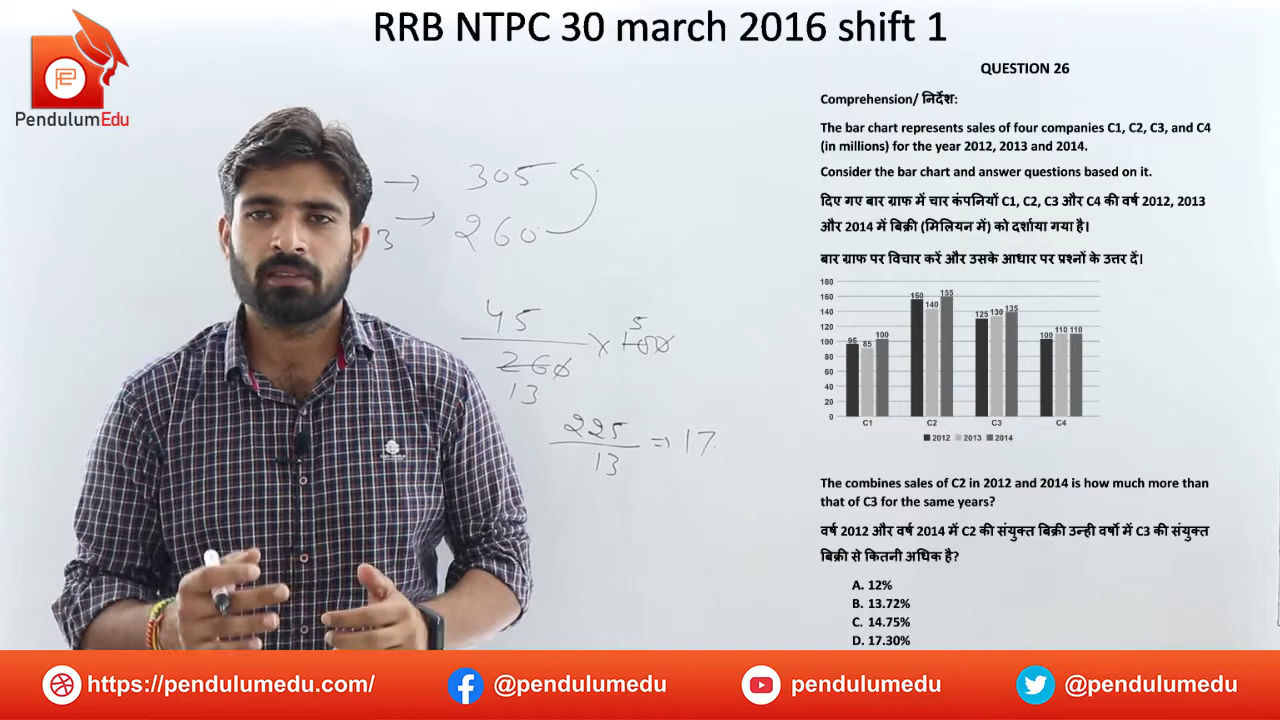 RRB NTPC 30 march 2016 shift 1
PendulumEdu
QUESTION 26
Comprehension/ निर्देश:
The bar chart represents sales of four companies C1, C2, C3, and C4
(in millions) for the year 2012, 2013 and 2014.
Consider the bar chart and answer questions based on it.
दिए गए बार ग्राफ में चार कंपनियों C1, C2, C3 और C4 की वर्ष 2012, 2013
और 2014 में बिक्री (मिलियन में) को दर्शाया गया है।
बार ग्राफ पर विचार करें और उसके आधार पर प्रश्नों के उत्तर दें।
180
160
140
120
100
80
60
40
20
0
95 85 100
150 140 155
125 130 135
100 110 110
C1 C2 C3 C4
2012 2013 2014
The combines sales of C2 in 2012 and 2014 is how much more than
that of C3 for the same years?
वर्ष 2012 और वर्ष 2014 में C2 की संयुक्त बिक्री उन्ही वर्षो में C3 की संयुक्त
बिक्री से कितनी अधिक है?
A. 12%
B. 13.72%
C. 14.75%
D. 17.30%
→ 305
3 → 260
45
260 × 100
13 5
225
13 ⇒ 17.
https://pendulumedu.com/
@pendulumedu
pendulumedu
@pendulumedu